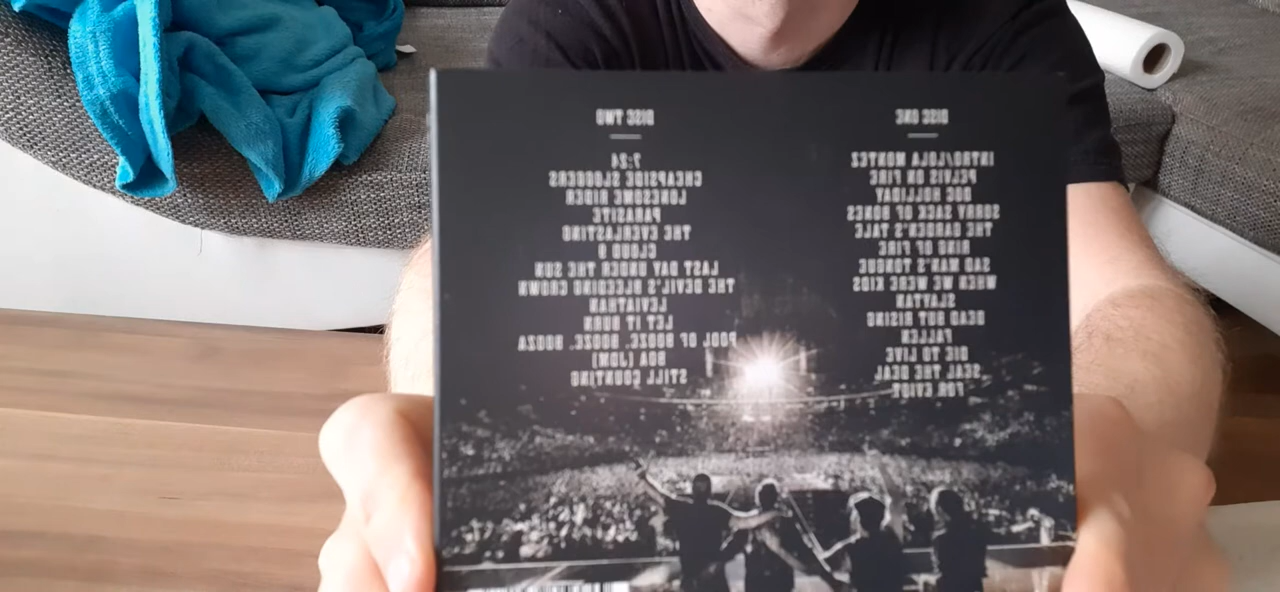 DISC ONE
INTRO/LOLA MONTEZ
PELVIS ON FIRE
DOC HOLLIDAY
SORRY SACK OF BONES
THE GARDEN'S TALE
RING OF FIRE
SAD MAN'S TONGUE
WHEN WE WERE KIDS
SLAYTAN
DEAD BUT RISING
FALLEN
DIE TO LIVE
SEAL THE DEAL
FOR EVIGT
DISC TWO
7:24
CHEAPSIDE SLOGGERS
LONESOME RIDER
PARASITE
THE EVERLASTING
CLOUD 9
LAST DAY UNDER THE SUN
THE DEVIL'S BLEEDING CROWN
LEVIATHAN
LET IT BURN
POOL OF BOOZE, BOOZE, BOOZA
BOA [JDM]
STILL COUNTING